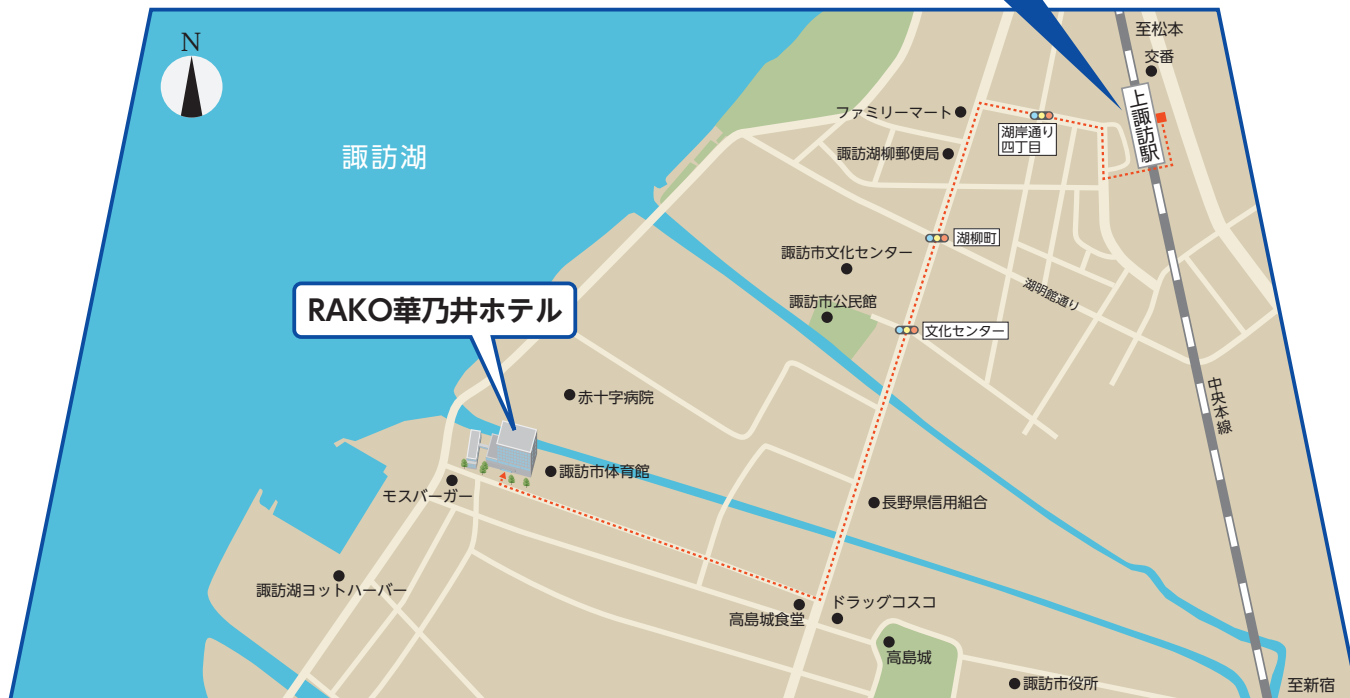 至松本
N
交番
上諏訪駅
ファミリーマート
湖岸通り
四丁目
諏訪湖
諏訪湖柳郵便局
湖柳町
諏訪市文化センター
湖明館通り
諏訪市公民館
RAKO華乃井ホテル
文化センター
中央本線
赤十字病院
諏訪市体育館
モスバーガー
長野県信用組合
諏訪湖ヨットハーバー
ドラッグコスコ
高島城食堂
高島城
諏訪市役所
至新宿